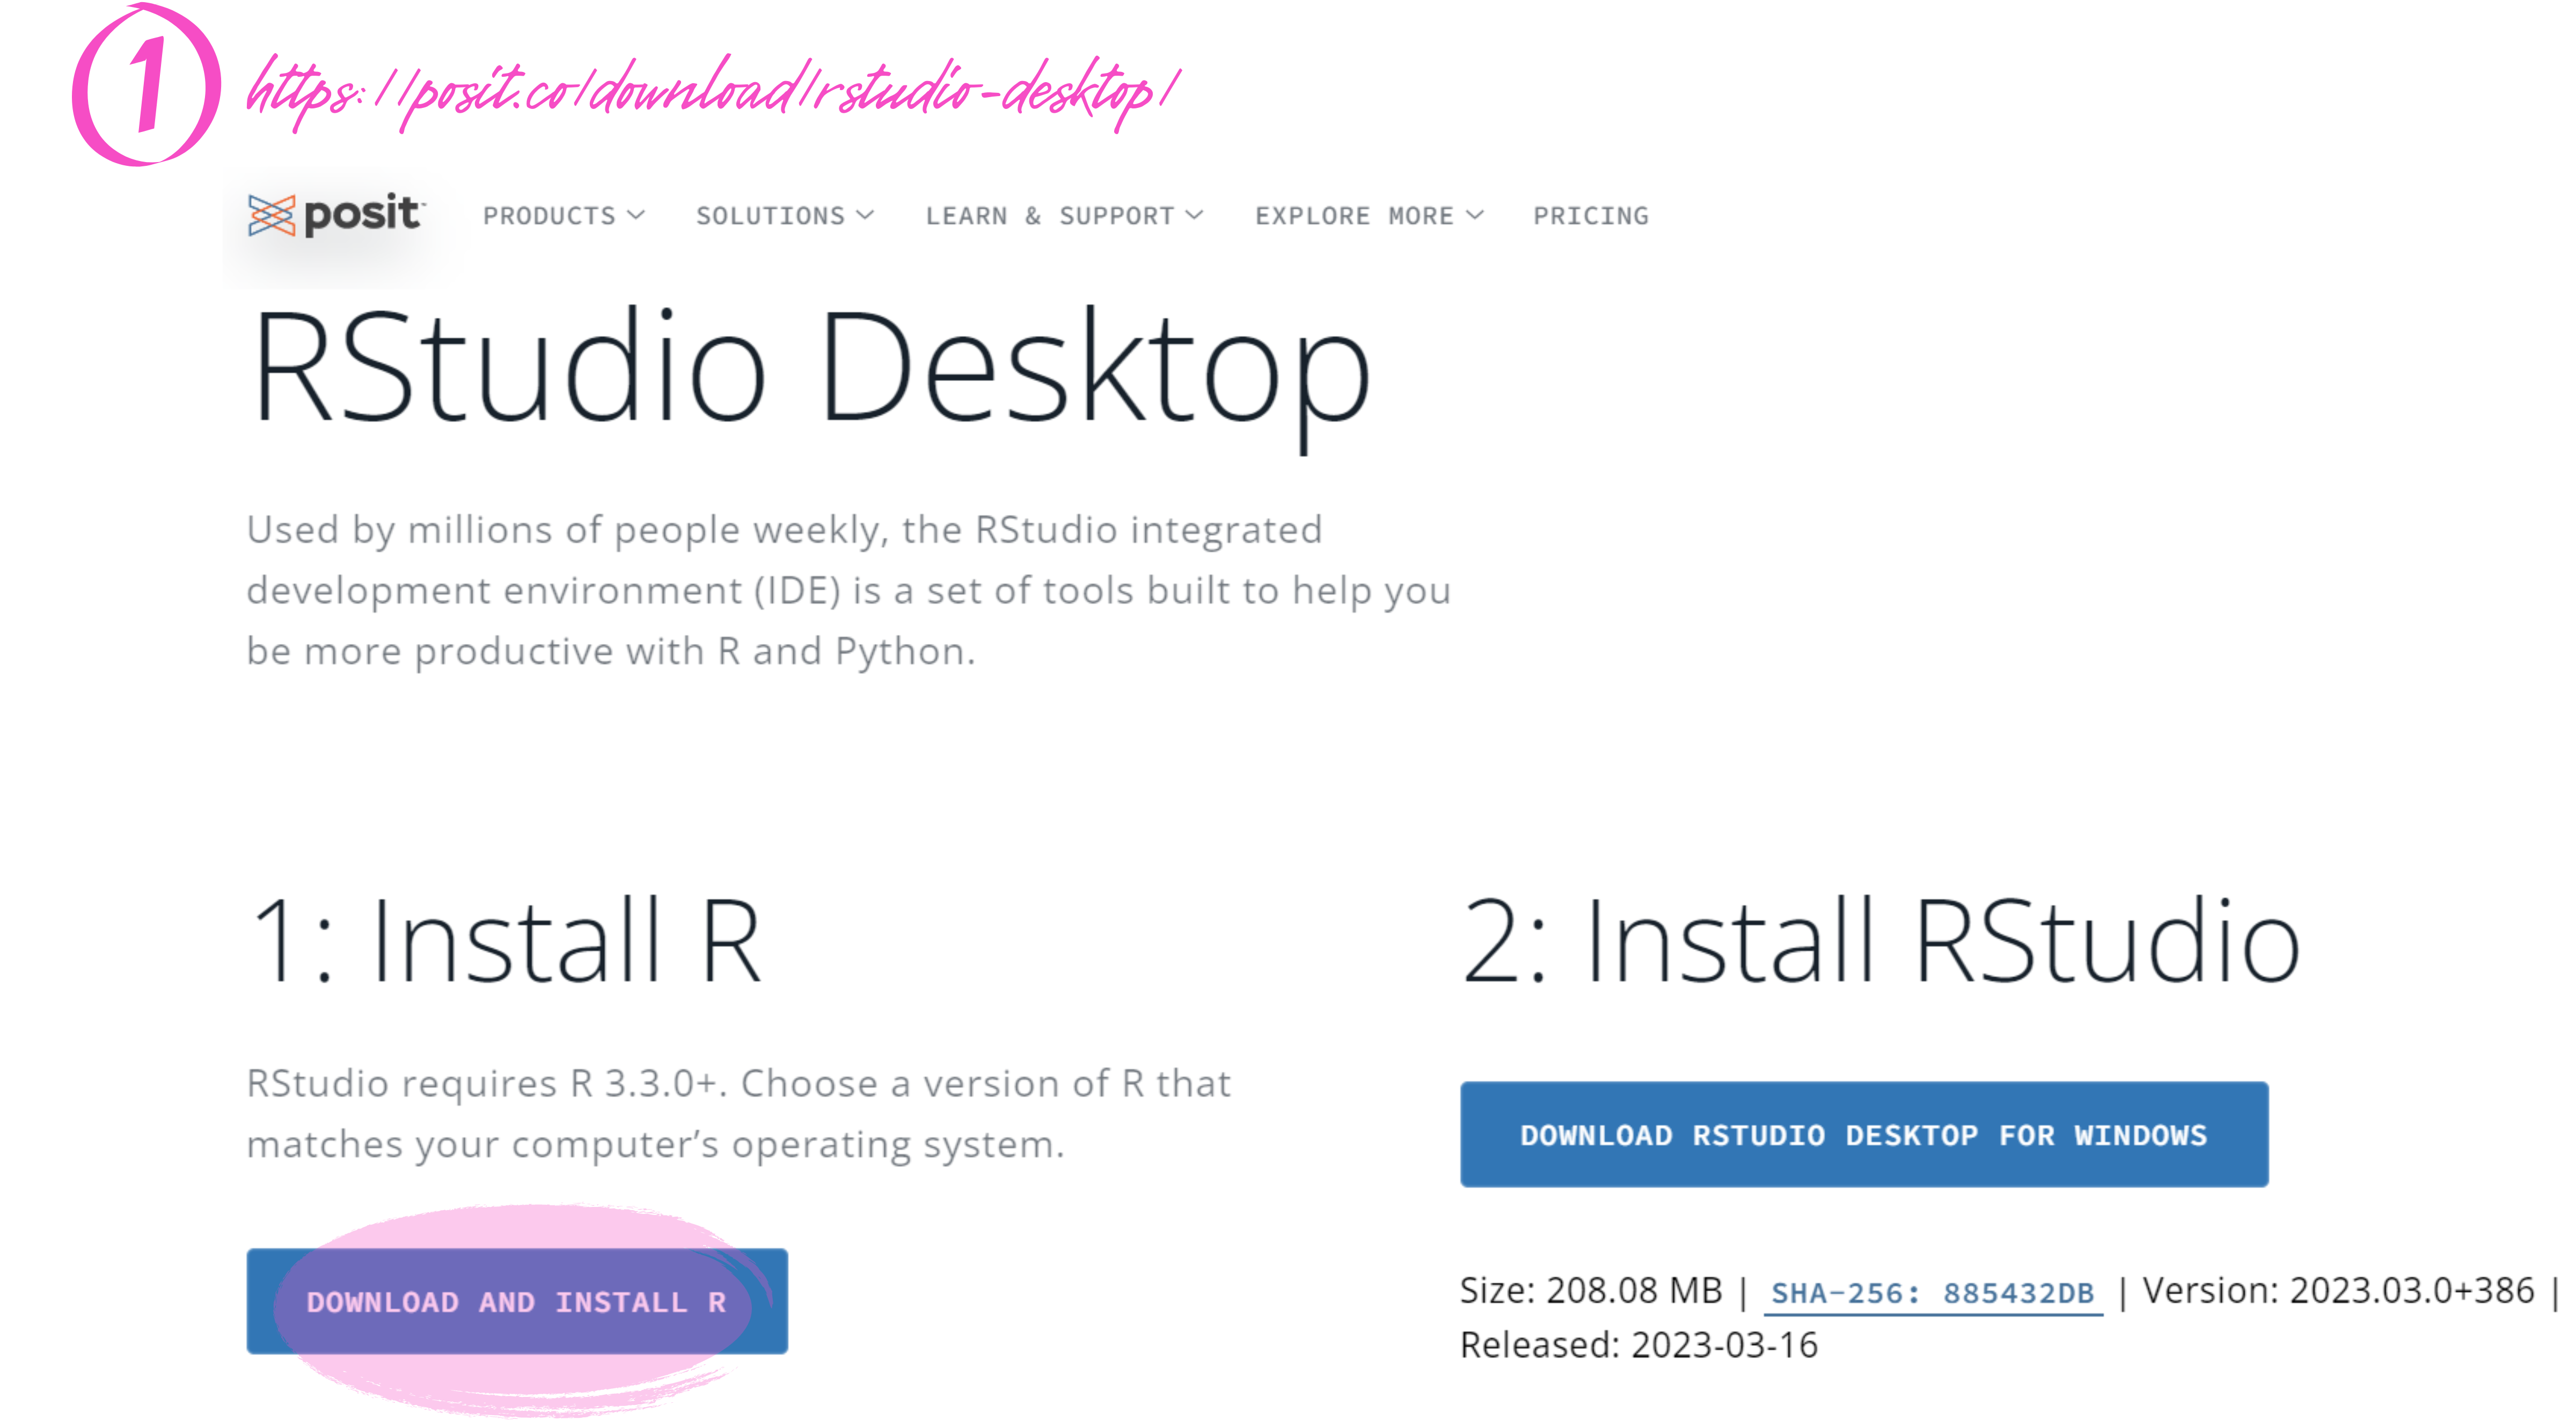 1 https://posit.co/download/rstudio-desktop/
posit™ PRODUCTS SOLUTIONS LEARN & SUPPORT EXPLORE MORE PRICING
RStudio Desktop
Used by millions of people weekly, the RStudio integrated
development environment (IDE) is a set of tools built to help you
be more productive with R and Python.
1: Install R
RStudio requires R 3.3.0+. Choose a version of R that
matches your computer’s operating system.
DOWNLOAD AND INSTALL R
2: Install RStudio
DOWNLOAD RSTUDIO DESKTOP FOR WINDOWS
Size: 208.08 MB | SHA-256: 885432DB | Version: 2023.03.0+386 |
Released: 2023-03-16